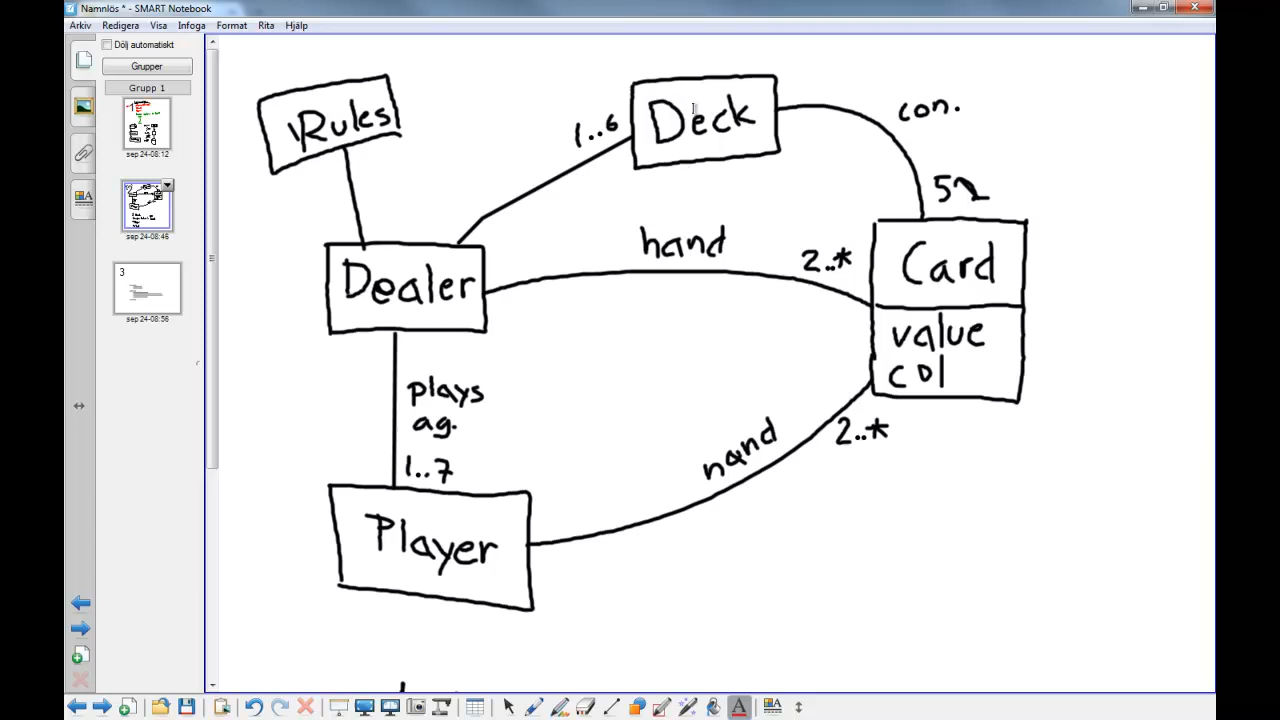 Namnlös * - SMART Notebook
Arkiv Redigera Visa Infoga Format Rita Hjälp
Dölj automatiskt
Grupper
Grupp 1
sep 24-08:12
sep 24-08:46
3
sep 24-08:56
Rules
Deck
1..6
con.
52
Dealer
hand
2..*
Card
value
col
plays
ag.
1..7
Player
hand
2..*